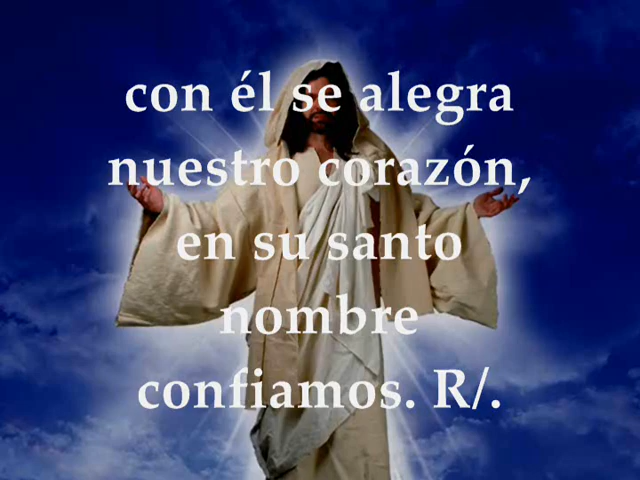 con él se alegra
nuestro corazón,
en su santo
nombre
confiamos. R/.